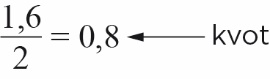 1,6/2 = 0,8 ← kvot